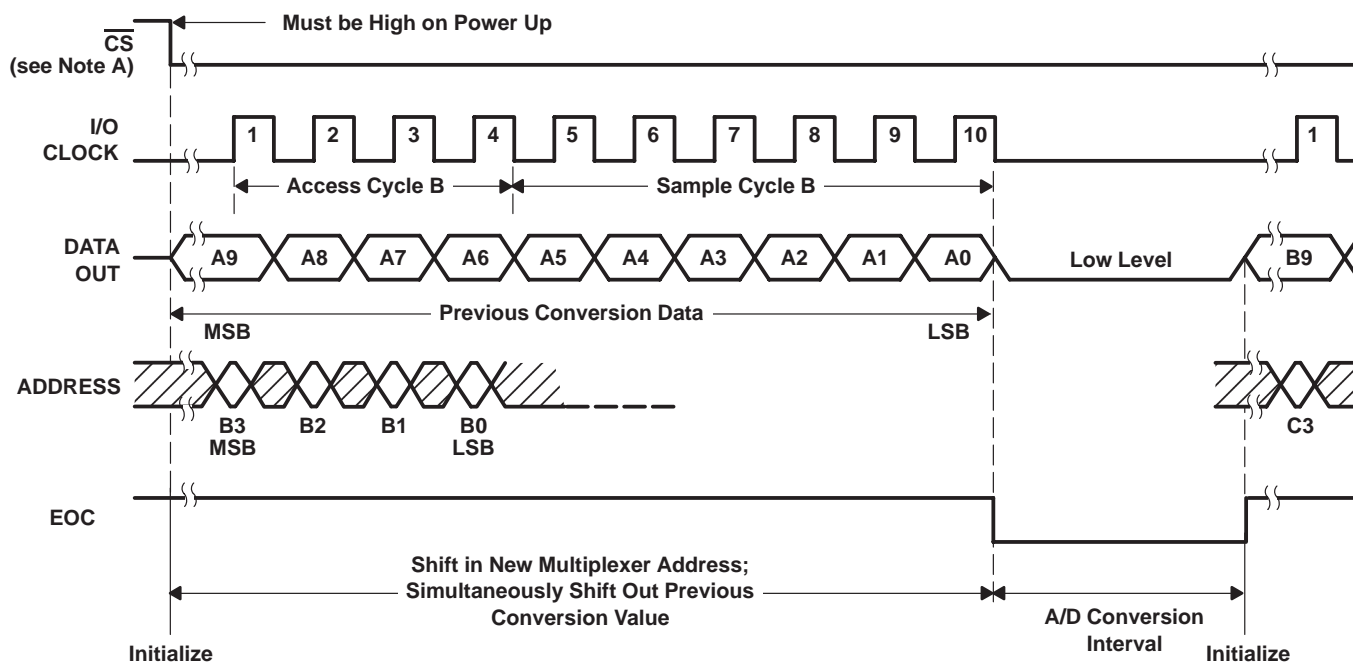 Must be High on Power Up
CS
(see Note A)
I/O
CLOCK
1 2 3 4 5 6 7 8 9 10 1
Access Cycle B Sample Cycle B
DATA
OUT
A9 A8 A7 A6 A5 A4 A3 A2 A1 A0 Low Level B9
Previous Conversion Data
MSB LSB
ADDRESS
B3 B2 B1 B0 C3
MSB LSB
EOC
Shift in New Multiplexer Address;
Simultaneously Shift Out Previous
Conversion Value
A/D Conversion
Interval
Initialize Initialize